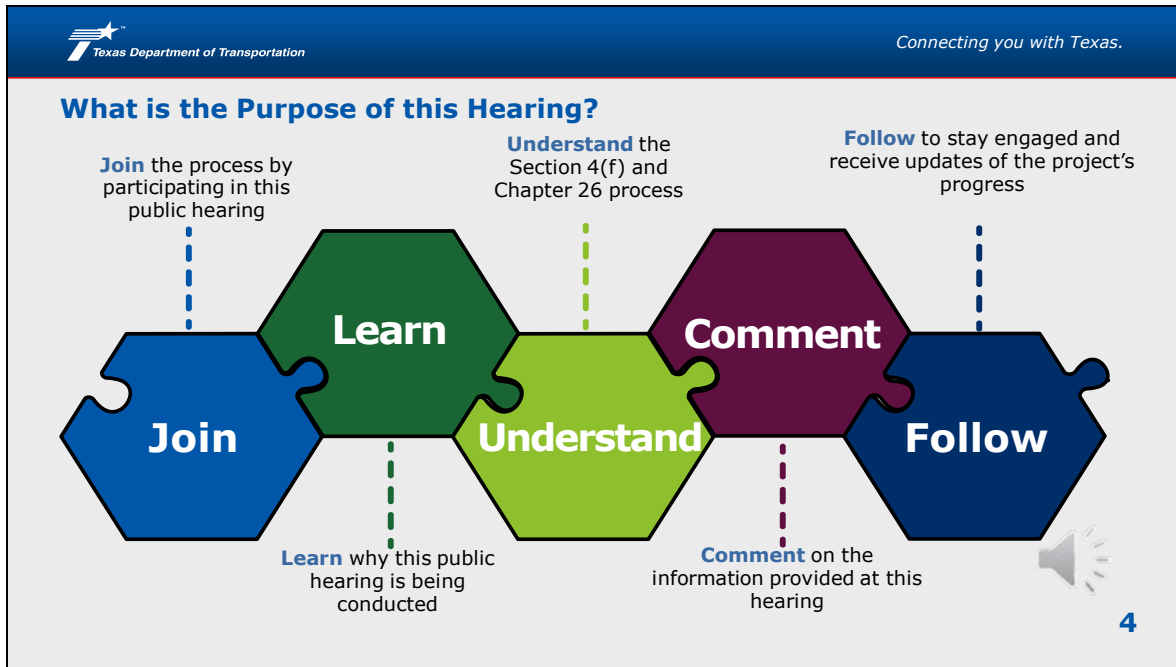 Texas Department of Transportation
Connecting you with Texas.
What is the Purpose of this Hearing?
Join the process by
participating in this
public hearing
Understand the
Section 4(f) and
Chapter 26 process
Follow to stay engaged and
receive updates of the project's
progress
Join
Learn
Understand
Comment
Follow
Learn why this public
hearing is being
conducted
Comment on the
information provided at this
hearing
4